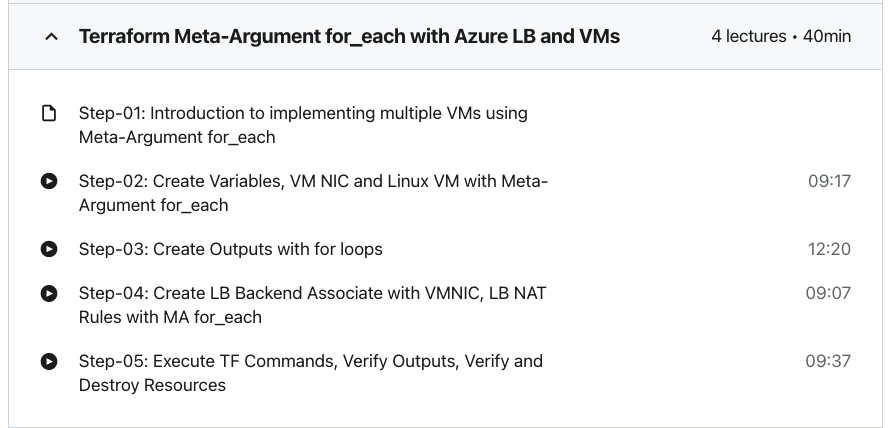 Terraform Meta-Argument for_each with Azure LB and VMs 4 lectures • 40min
Step-01: Introduction to implementing multiple VMs using
Meta-Argument for_each
Step-02: Create Variables, VM NIC and Linux VM with Meta- 09:17
Argument for_each
Step-03: Create Outputs with for loops 12:20
Step-04: Create LB Backend Associate with VMNIC, LB NAT 09:07
Rules with MA for_each
Step-05: Execute TF Commands, Verify Outputs, Verify and 09:37
Destroy Resources